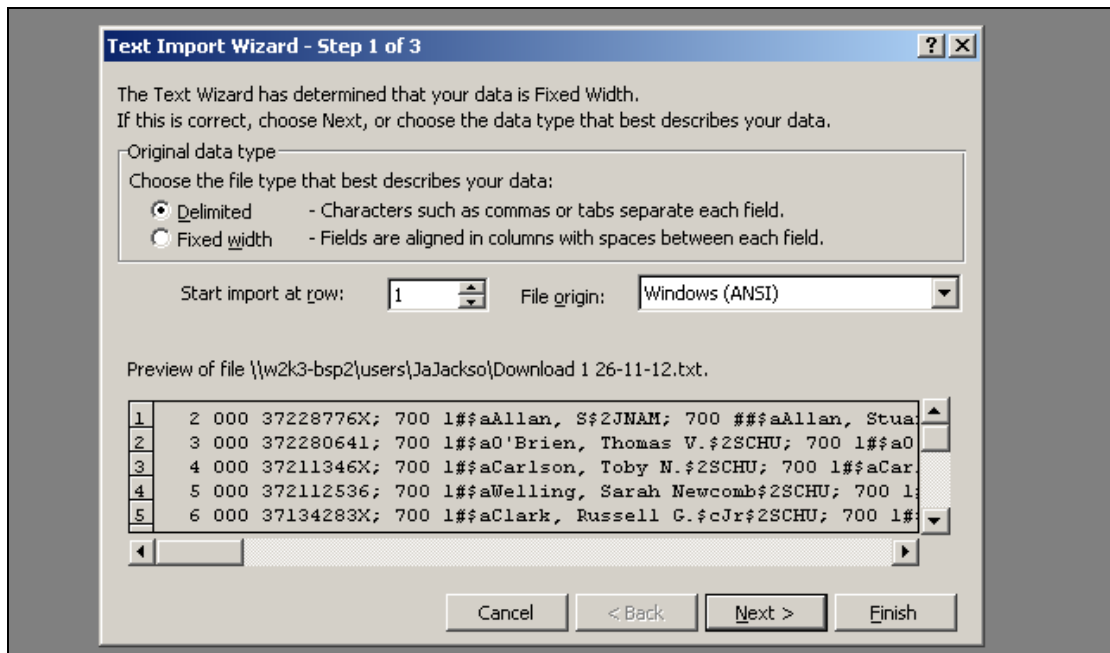 Text Import Wizard - Step 1 of 3
The Text Wizard has determined that your data is Fixed Width.
If this is correct, choose Next, or choose the data type that best describes your data.
Original data type
Choose the file type that best describes your data:
Delimited - Characters such as commas or tabs separate each field.
Fixed width - Fields are aligned in columns with spaces between each field.
Start import at row: 1 File origin: Windows (ANSI)
Preview of file \\w2k3-bsp2\users\JaJackso\Download 1 26-11-12.txt.
1 2 000 37228776X; 700 1#$aAllan, S$2JNAM; 700 ##$aAllan, Stua
2 3 000 372280641; 700 1#$aO'Brien, Thomas V.$2SCHU; 700 1#$aO
3 4 000 37211346X; 700 1#$aCarlson, Toby N.$2SCHU; 700 1#$aCar
4 5 000 372112536; 700 1#$aWelling, Sarah Newcomb$2SCHU; 700 1#
5 6 000 37134283X; 700 1#$aClark, Russell G.$cJr$2SCHU; 700 1#$
Cancel < Back Next > Finish